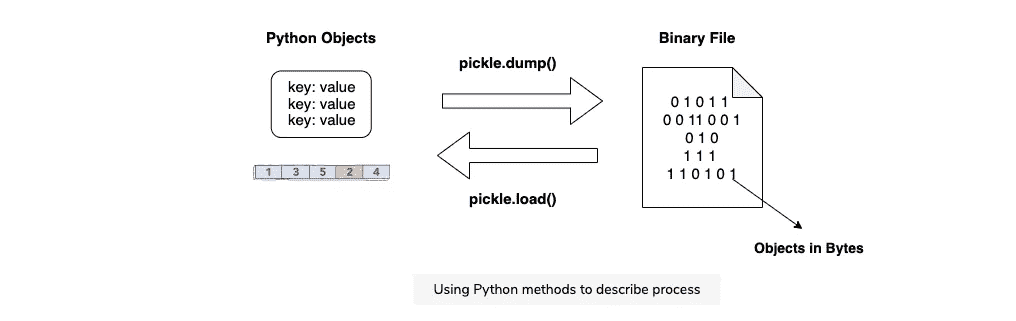 Python Objects
key: value
key: value
key: value
1 3 5 2 4
pickle.dump()
pickle.load()
Binary File
0 1 0 1 1
0 0 11 0 0 1
0 1 0
1 1 1
1 1 0 1 0 1
Objects in Bytes
Using Python methods to describe process